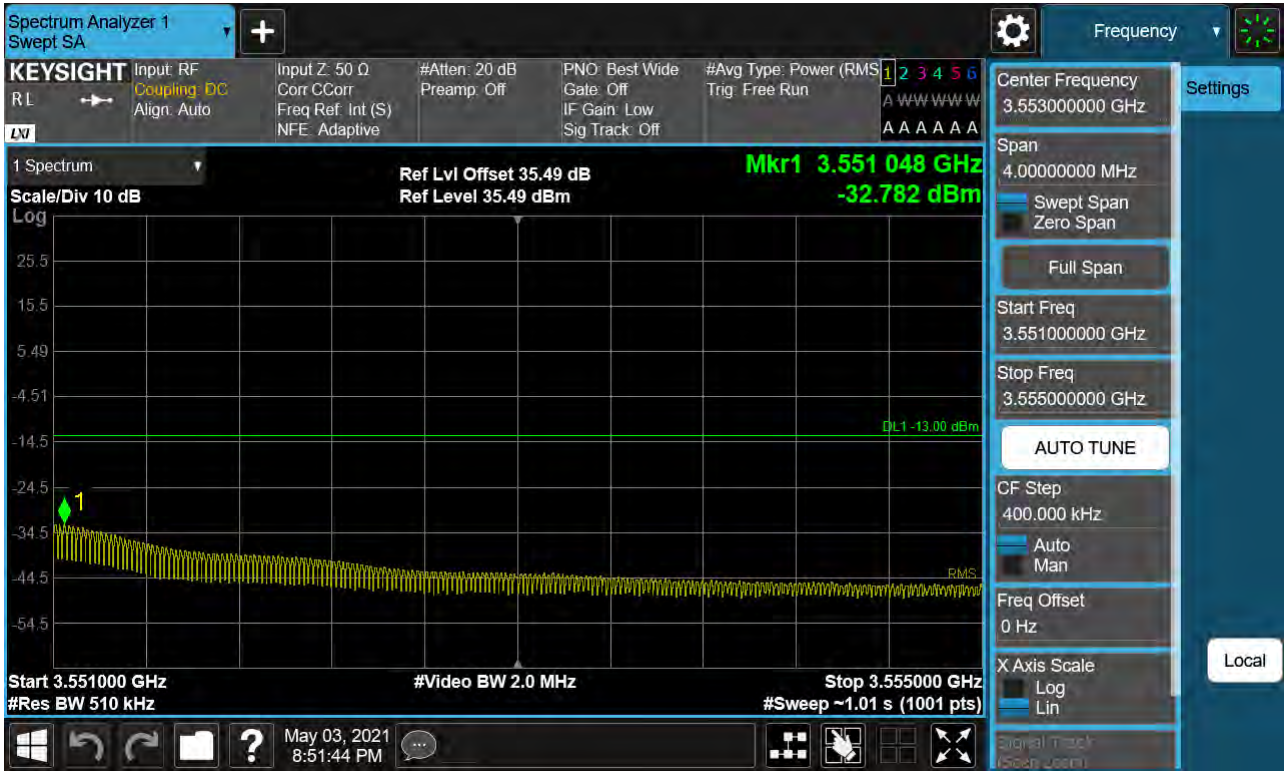 Spectrum Analyzer 1
Swept SA
Frequency
KEYSIGHT
R L
LXI
Input: RF
Coupling: DC
Align: Auto
Input Z: 50 Ω
Corr CCorr
Freq Ref: Int (S)
NFE: Adaptive
#Atten: 20 dB
Preamp: Off
PNO: Best Wide
Gate: Off
IF Gain: Low
Sig Track: Off
#Avg Type: Power (RMS
Trig: Free Run
1 2 3 4 5 6
A W W W W W
A A A A A A
1 Spectrum
Scale/Div 10 dB
Log
Ref Lvl Offset 35.49 dB
Ref Level 35.49 dBm
Mkr1 3.551 048 GHz
-32.782 dBm
25.5
15.5
5.49
-4.51
DL1 -13.00 dBm
-14.5
-24.5
1
-34.5
-44.5
RMS
-54.5
Start 3.551000 GHz
#Res BW 510 kHz
#Video BW 2.0 MHz
Stop 3.555000 GHz
#Sweep ~1.01 s (1001 pts)
?
May 03, 2021
8:51:44 PM
Center Frequency
3.553000000 GHz
Settings
Span
4.00000000 MHz
Swept Span
Zero Span
Full Span
Start Freq
3.551000000 GHz
Stop Freq
3.555000000 GHz
AUTO TUNE
CF Step
400.000 kHz
Auto
Man
Freq Offset
0 Hz
X Axis Scale
Log
Lin
Local
Signal Track
(Span Zoom)